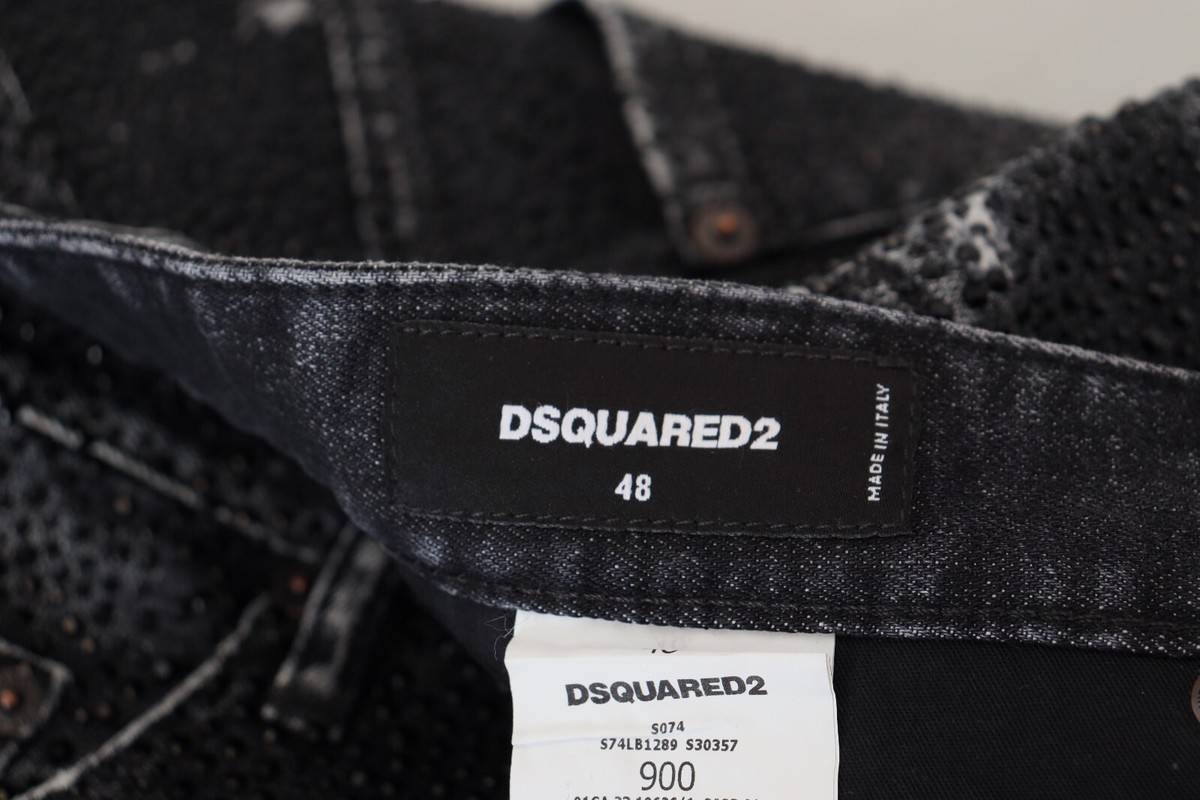 DSQUARED2
48
MADE IN ITALY
DSQUARED2
S074
S74LB1289 S30357
900